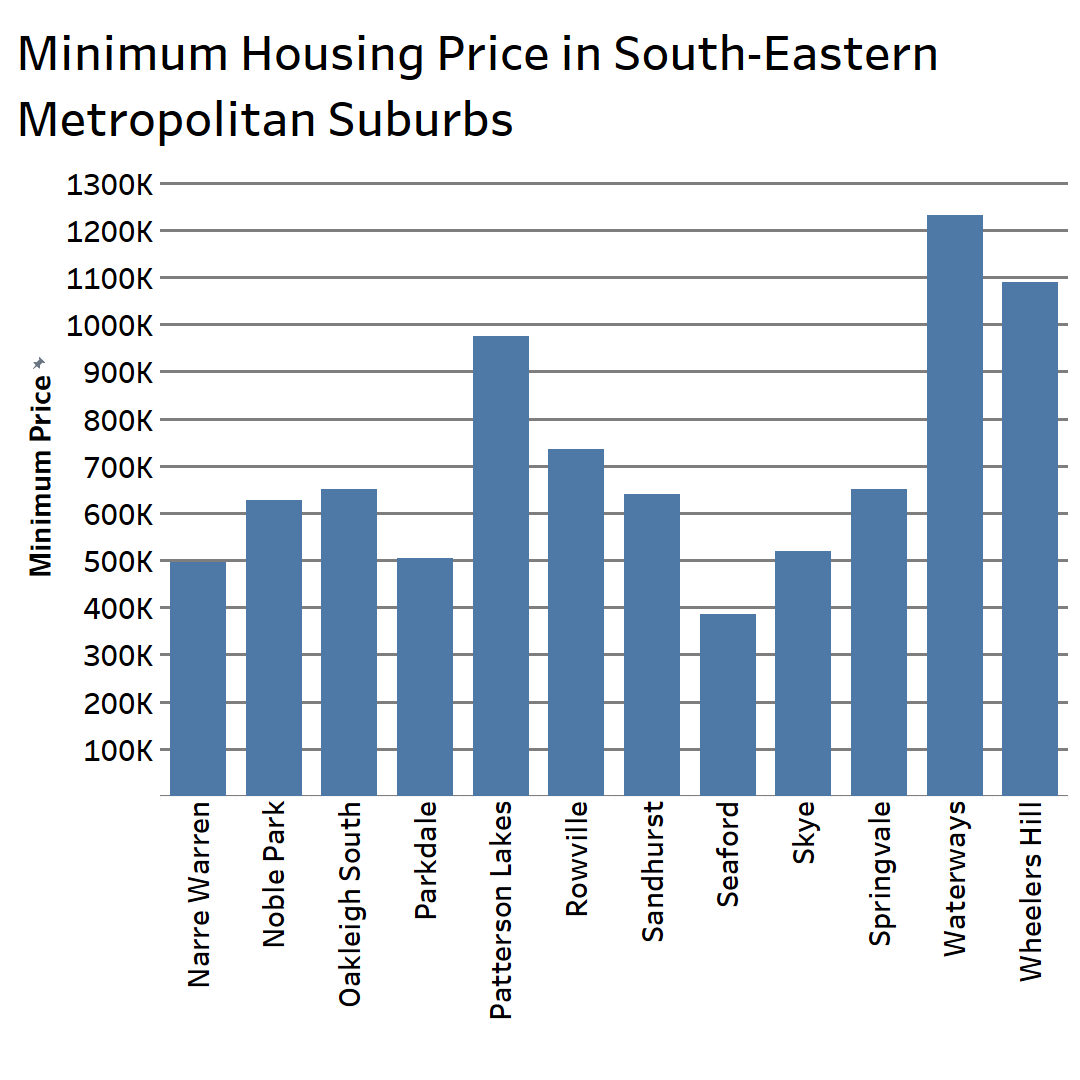 Minimum Housing Price in South-Eastern
Metropolitan Suburbs
1300K
1200K
1100K
1000K
900K
800K
700K
600K
500K
400K
300K
200K
100K
Minimum Price
Narre Warren
Noble Park
Oakleigh South
Parkdale
Patterson Lakes
Rowville
Sandhurst
Seaford
Skye
Springvale
Waterways
Wheelers Hill